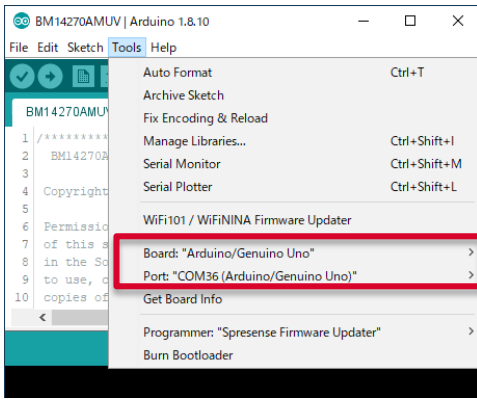 BM14270AMUV | Arduino 1.8.10
File Edit Sketch Tools Help
Auto Format Ctrl+T
Archive Sketch
Fix Encoding & Reload
Manage Libraries... Ctrl+Shift+I
Serial Monitor Ctrl+Shift+M
Serial Plotter Ctrl+Shift+L
WiFi101 / WiFiNINA Firmware Updater
Board: "Arduino/Genuino Uno"
Port: "COM36 (Arduino/Genuino Uno)"
Get Board Info
Programmer: "Spresense Firmware Updater"
Burn Bootloader
BM14270AMUV
1 /*********
2 BM14270A
3
4 Copyright
5
6 Permissio
7 of this s
8 in the So
9 to use, c
10 copies of